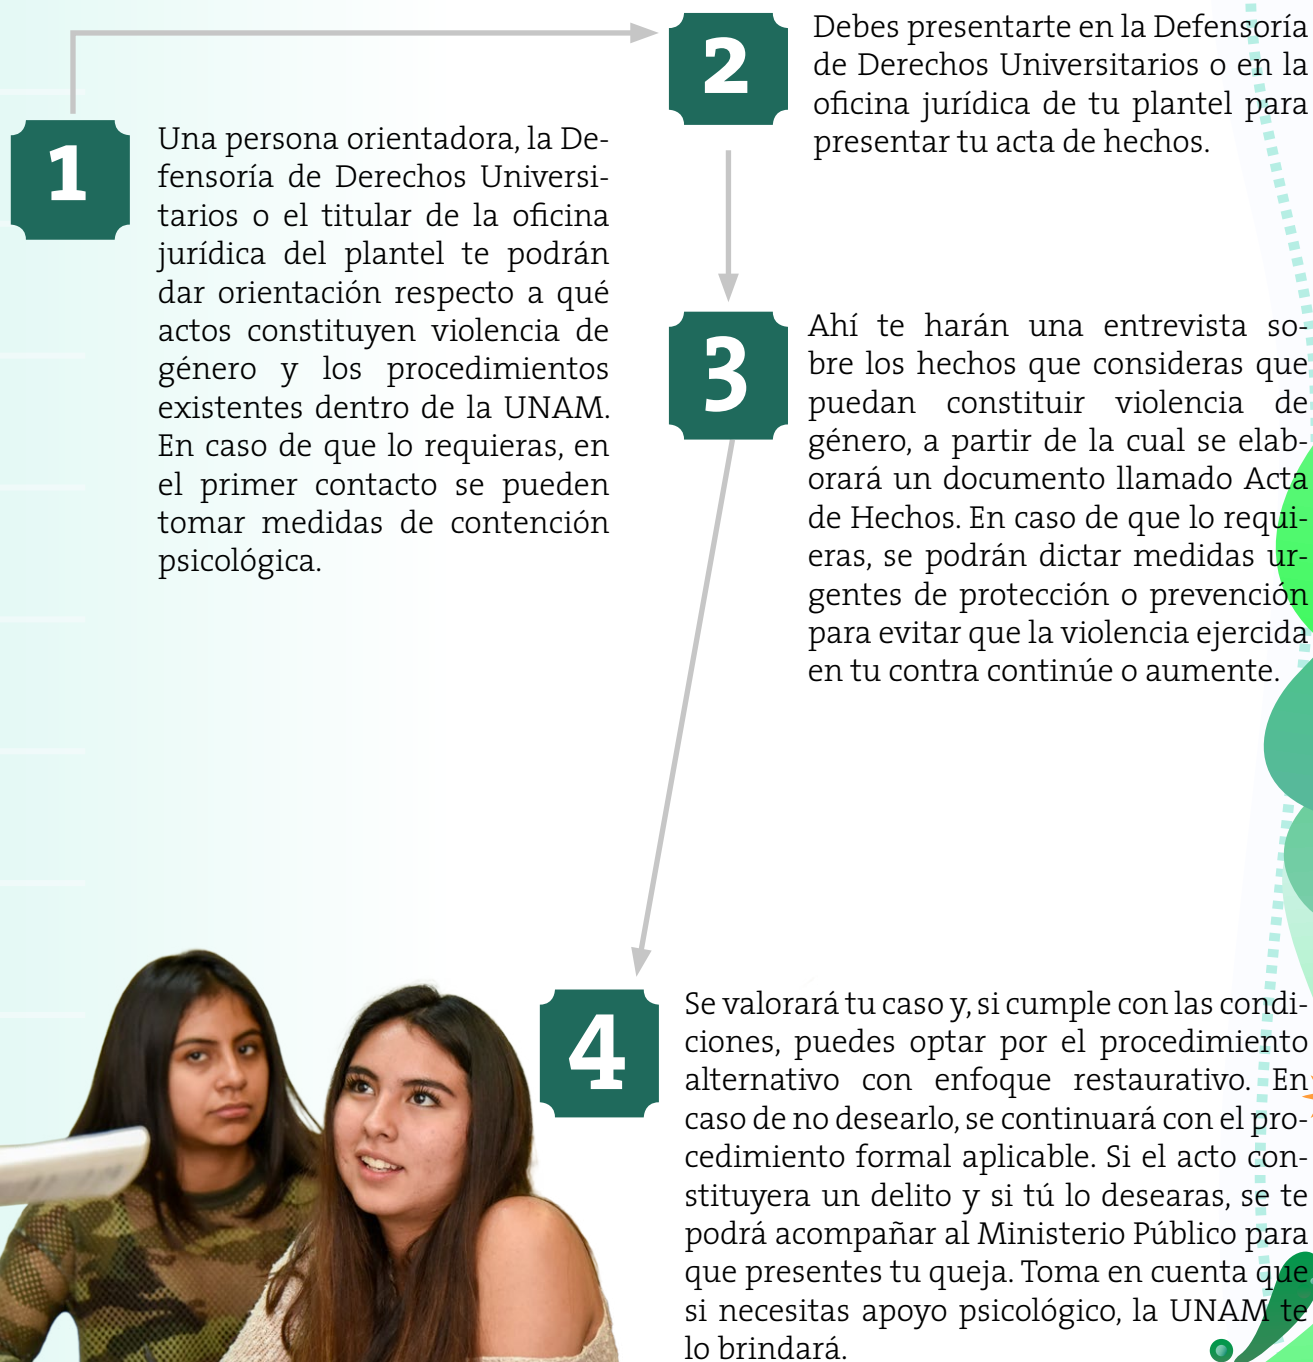 1
Una persona orientadora, la De-
fensoría de Derechos Universi-
tarios o el titular de la oficina
jurídica del plantel te podrán
dar orientación respecto a qué
actos constituyen violencia de
género y los procedimientos
existentes dentro de la UNAM.
En caso de que lo requieras, en
el primer contacto se pueden
tomar medidas de contención
psicológica.
2
Debes presentarte en la Defensoría
de Derechos Universitarios o en la
oficina jurídica de tu plantel para
presentar tu acta de hechos.
3
Ahí te harán una entrevista so-
bre los hechos que consideras que
puedan constituir violencia de
género, a partir de la cual se elab-
orará un documento llamado Acta
de Hechos. En caso de que lo requi-
eras, se podrán dictar medidas ur-
gentes de protección o prevención
para evitar que la violencia ejercida
en tu contra continúe o aumente.
4
Se valorará tu caso y, si cumple con las condi-
ciones, puedes optar por el procedimiento
alternativo con enfoque restaurativo. En
caso de no desearlo, se continuará con el pro-
cedimiento formal aplicable. Si el acto con-
stituyera un delito y si tú lo desearas, se te
podrá acompañar al Ministerio Público para
que presentes tu queja. Toma en cuenta que
si necesitas apoyo psicológico, la UNAM te
lo brindará.